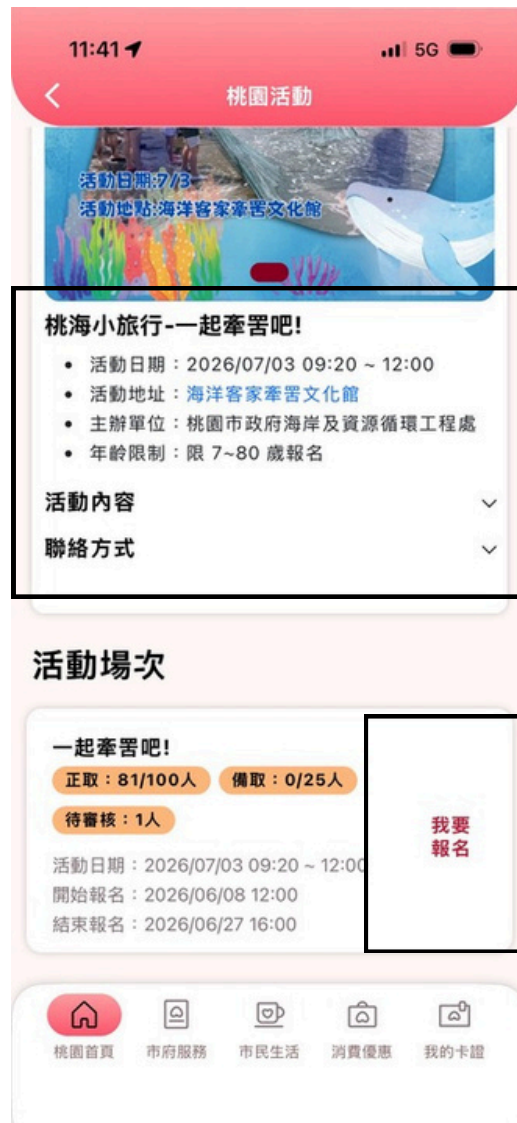 11:41
5G
桃園活動
活動日期:7/3
活動地點:海洋客家牽罟文化館
桃海小旅行-一起牽罟吧!
活動日期：2026/07/03 09:20 ~ 12:00
活動地址：海洋客家牽罟文化館
主辦單位：桃園市政府海岸及資源循環工程處
年齡限制：限 7~80 歲報名
活動內容
聯絡方式
活動場次
一起牽罟吧!
正取：81/100人 備取：0/25人
待審核：1人
活動日期：2026/07/03 09:20 ~ 12:00
開始報名：2026/06/08 12:00
結束報名：2026/06/27 16:00
我要
報名
桃園首頁 市府服務 市民生活 消費優惠 我的卡證